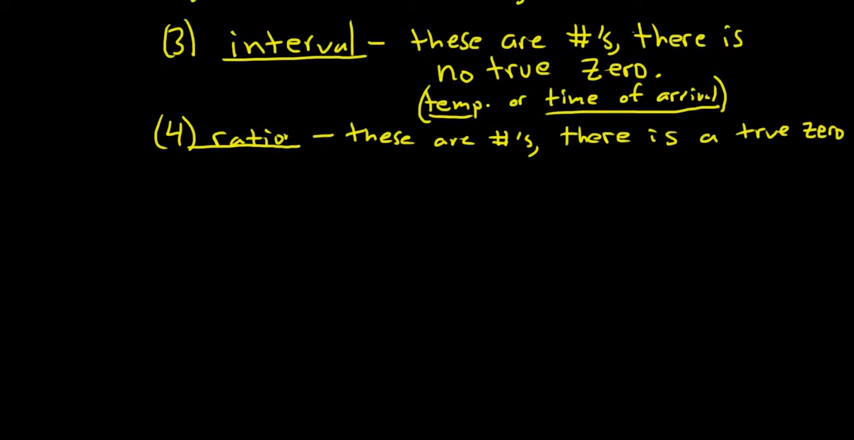 (3) interval - these are #'s, there is
no true zero.
(temp. or time of arrival)
(4) ratio - these are #'s, there is a true zero